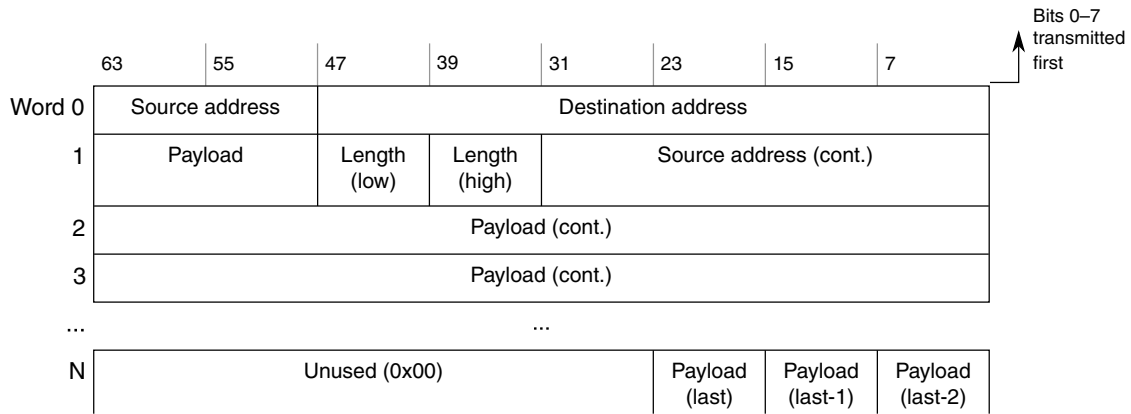 Bits 0–7
transmitted
first
63 55 47 39 31 23 15 7
Word 0 Source address Destination address
1 Payload Length (low) Length (high) Source address (cont.)
2 Payload (cont.)
3 Payload (cont.)
... ...
N Unused (0x00) Payload (last) Payload (last-1) Payload (last-2)